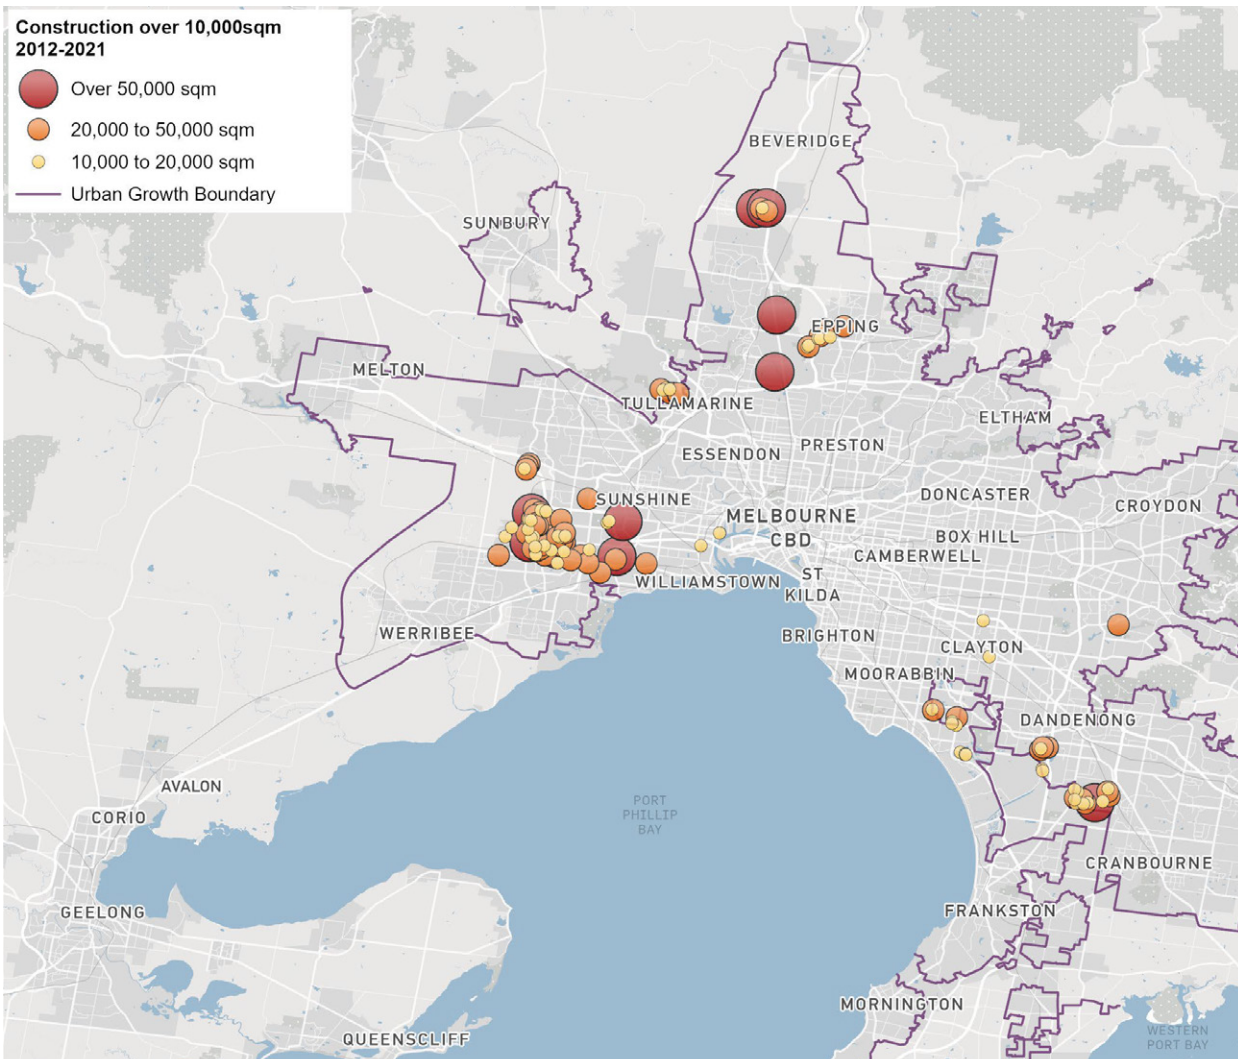 Construction over 10,000sqm
2012-2021
Over 50,000 sqm
20,000 to 50,000 sqm
10,000 to 20,000 sqm
Urban Growth Boundary
BEVERIDGE
SUNBURY
EPPING
MELTON
TULLAMARINE
ELTHAM
PRESTON
ESSENDON
DONCASTER
SUNSHINE
CROYDON
MELBOURNE
CBD
BOX HILL
CAMBERWELL
WILLIAMSTOWN
ST
KILDA
WERRIBEE
BRIGHTON
CLAYTON
MOORABBIN
DANDENONG
AVALON
PORT
PHILLIP
BAY
CORIO
CRANBOURNE
GEELONG
FRANKSTON
MORNINGTON
WESTERN
PORT BAY
QUEENSCLIFF